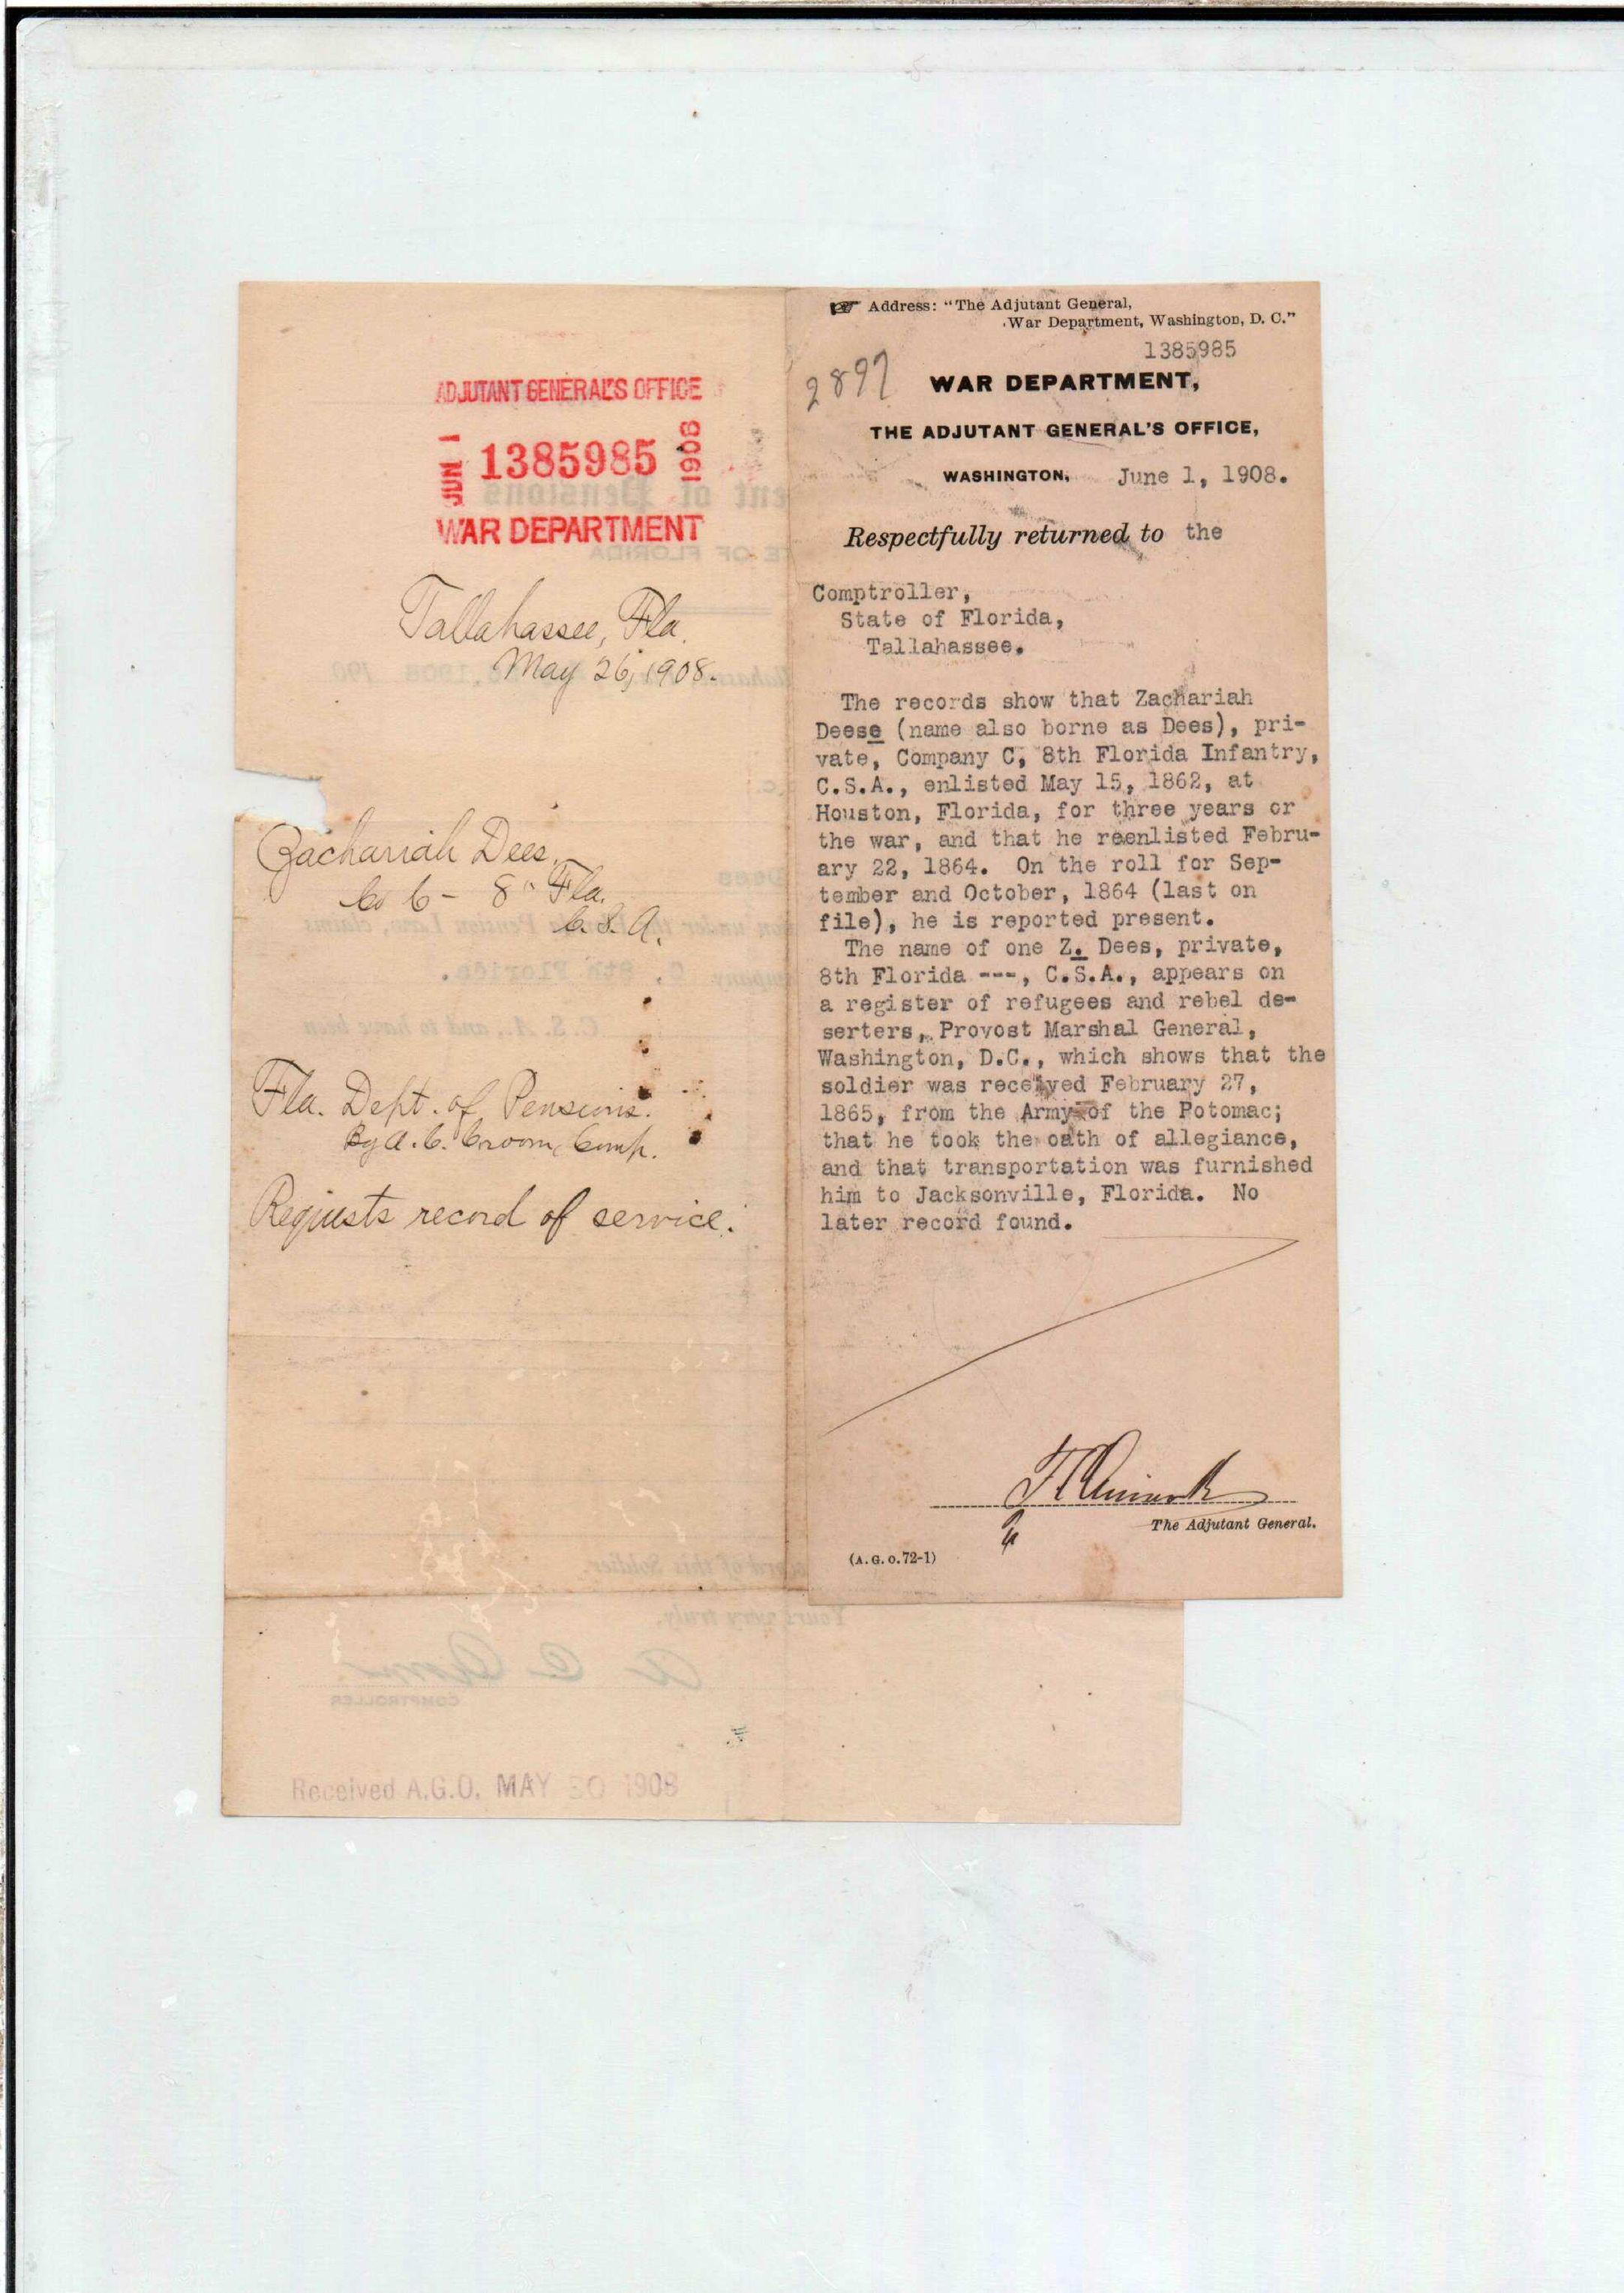 ADJUTANT GENERAL'S OFFICE
JUN 1 1385985 1908
WAR DEPARTMENT
Tallahassee, Fla.
May 26, 1908.
Zachariah Dees,
Co C - 8" Fla.
C.S.A.
Fla. Dept. of Pensions.
By A.C. Croom, Comp.
Requests record of service.
Received A.G.O. MAY 30 1908
Address: "The Adjutant General,
War Department, Washington, D. C."
1385985
2897
WAR DEPARTMENT,
THE ADJUTANT GENERAL'S OFFICE,
WASHINGTON, June 1, 1908.
Respectfully returned to the
Comptroller,
State of Florida,
Tallahassee.
The records show that Zachariah
Deese (name also borne as Dees), pri-
vate, Company C, 8th Florida Infantry,
C.S.A., enlisted May 15, 1862, at
Houston, Florida, for three years or
the war, and that he reenlisted Febru-
ary 22, 1864. On the roll for Sep-
tember and October, 1864 (last on
file), he is reported present.
The name of one Z. Dees, private,
8th Florida ---, C.S.A., appears on
a register of refugees and rebel de-
serters, Provost Marshal General,
Washington, D.C., which shows that the
soldier was received February 27,
1865, from the Army of the Potomac;
that he took the oath of allegiance,
and that transportation was furnished
him to Jacksonville, Florida. No
later record found.
The Adjutant General.
(A. G. O. 72-1)